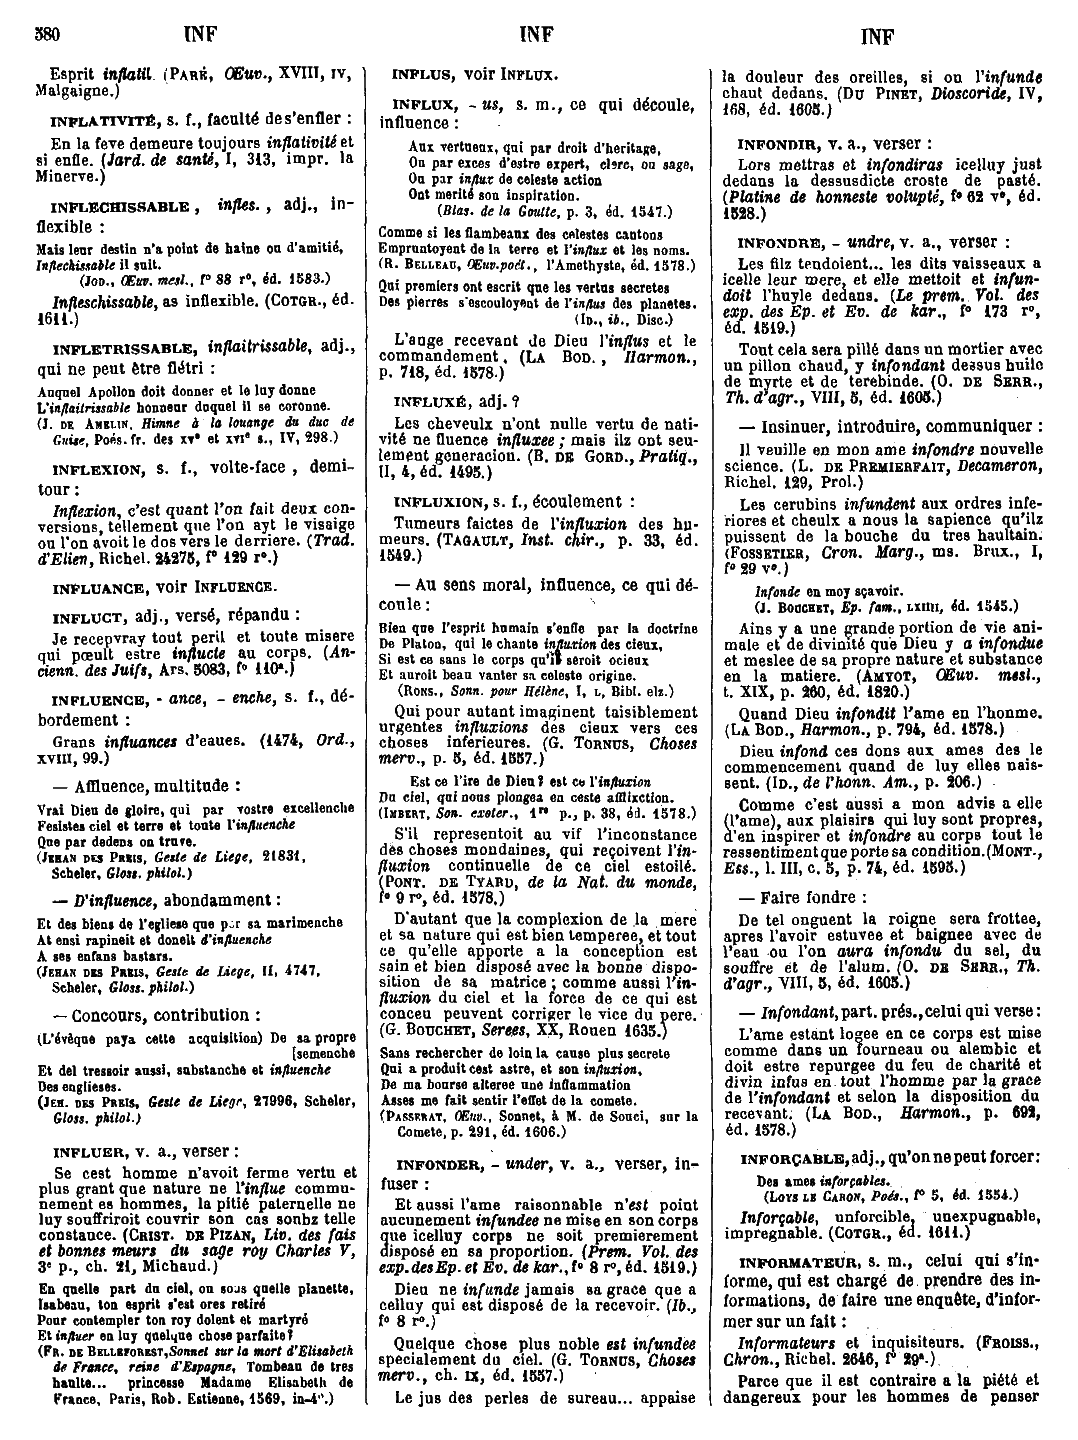 380 INF INF INF
Esprit inflatil. (PARÉ, Œuv., XVIII, IV,
Malgaigne.)
INFLATIVITÉ, s. f., faculté de s'enfler :
En la feve demeure toujours inflativité et
si enfle. (Jard. de santé, I, 313, impr. la
Minerve.)
INFLECHISSABLE, infles., adj., in-
flexible :
Mais leur destin n'a point de haine ou d'amitié,
Inflechissable il suit.
(JOD., Œuv. mesl., f° 88 r°, éd. 1583.)
Infleschissable, as inflexible. (COTGR., éd.
1611.)
INFLETRISSABLE, inflaitrissable, adj.,
qui ne peut être flétri :
Auquel Apollon doit donner et le luy donne
L'inflaitrissable honneur duquel il se coronne.
(J. DE AMELIN, Himne à la louange du duc de
Guise, Poés. fr. des XVe et XVIe s., IV, 298.)
INFLEXION, s. f., volte-face, demi-
tour :
Inflexion, c'est quant l'on fait deux con-
versions, tellement que l'on ayt le vissige
ou l'on avoit le dos vers le derriere. (Trad.
d'Elien, Richel. 24275, f° 129 r°.)
INFLUANCE, voir INFLUENCE.
INFLUCT, adj., versé, répandu :
Je recepvray tout peril et toute misere
qui pœult estre influcte au corps. (An-
cienn. des Juifs, Ars. 5083, f° 110a.)
INFLUENCE, - ance, - enche, s. f., dé-
bordement :
Grans influances d'eaues. (1474, Ord.,
XVIII, 99.)
— Affluence, multitude :
Vrai Dieu de gloire, qui par vostre excellenche
Fesistes ciel et terre et toute l'influenche
Que par dedens on truve.
(JEHAN DES PREIS, Geste de Liege, 21831,
Scheler, Gloss. philol.)
— D'influence, abondamment :
Et des biens de l'egliese que par sa marimenche
At ensi rapineit et doneit d'influenche
A ses enfans bastars.
(JEHAN DES PREIS, Geste de Liege, II, 4747,
Scheler, Gloss. philol.)
— Concours, contribution :
(L'évêque paya cette acquisition) De sa propre
[semenche
Et del tressoir aussi, substanche et influenche
Des englieses.
(JEH. DES PREIS, Geste de Liege, 27996, Scheler,
Gloss. philol.)
INFLUER, v. a., verser :
Se cest homme n'avoit ferme vertu et
plus grant que nature ne l'influe commu-
nement es hommes, la pitié paternelle ne
luy souffriroit couvrir son cas sonbz telle
constance. (CRIST. DE PIZAN, Liv. des fais
et bonnes meurs du sage roy Charles V,
3e p., ch. 21, Michaud.)
En quelle part du ciel, ou sous quelle planette,
Isabeau, ton esprit s'est ores retiré
Pour contempler ton roy dolent et martyré
Et influer en luy quelque chose parfaite ?
(FR. DE BELLEFOREST, Sonnet sur la mort d'Elisabeth
de France, reine d'Espagne, Tombeau de tres
haulte... princesse Madame Elisabeth de
France, Paris, Rob. Estienne, 1569, in-4°.)
INFLUS, voir INFLUX.
INFLUX, - us, s. m., ce qui découle,
influence :
Aux vertueux, qui par droit d'heritage,
Ou par exces d'estre expert, clerc, ou sage,
Ou par influx de celeste action
Ont merité son inspiration.
(Blas. de la Goutte, p. 3, éd. 1547.)
Comme si les flambeaux des celestes cantons
Empruntoyent de la terre et l'influx et les noms.
(R. BELLEAU, Œuv. poét., l'Amethyste, éd. 1578.)
Qui premiers ont escrit que les vertus secretes
Des pierres s'escouloyent de l'influs des planetes.
(ID., ib., Disc.)
L'ange recevant de Dieu l'influs et le
commandement. (LA BOD., Harmon.,
p. 718, éd. 1578.)
INFLUXÉ, adj. ?
Les cheveulx n'ont nulle vertu de nati-
vité ne fluence influxee ; mais ilz ont seu-
lement generacion. (B. DE GORD., Pratiq.,
II, 4, éd. 1495.)
INFLUXION, s. f., écoulement :
Tumeurs faictes de l'influxion des hu-
meurs. (TAGAULT, Inst. chir., p. 33, éd.
1549.)
— Au sens moral, influence, ce qui dé-
coule :
Bien que l'esprit humain s'enfle par la doctrine
De Platon, qui le chante influxion des cieux,
Si est ce sans le corps qu'il seroit ocieux
Et auroit beau vanter sa celeste origine.
(RONS., Sonn. pour Hélène, I, L, Bibl. elz.)
Qui pour autant imaginent taisiblement
urgentes influxions des cieux vers ces
choses inferieures. (G. TORNUS, Choses
merv., p. 5, éd. 1557.)
Est ce l'ire de Dieu ? est ce l'influxion
Du ciel, qui nous plongea en ceste afflixction.
(IMBERT, Son. exoter., 1re p., p. 38, éd. 1578.)
S'il representoit au vif l'inconstance
des choses mondaines, qui reçoivent l'in-
fluxion continuelle de ce ciel estoilé.
(PONT. DE TYARD, de la Nat. du monde,
f° 9 r°, éd. 1578.)
D'autant que la complexion de la mere
et sa nature qui est bien temperee, et tout
ce qu'elle apporte a la conception est
sain et bien disposé avec la bonne dispo-
sition de sa matrice ; comme aussi l'in-
fluxion du ciel et la force de ce qui est
conceu peuvent corriger le vice du pere.
(G. BOUCHET, Serees, XX, Rouen 1635.)
Sans rechercher de loin la cause plus secrete
Qui a produit cest astre, et son influxion,
De ma bourse alteree une inflammation
Asses me fait sentir l'effet de la comete.
(PASSERAT, Œuv., Sonnet, à M. de Souci, sur la
Comete, p. 291, éd. 1606.)
INFONDER, - under, v. a., verser, in-
fuser :
Et aussi l'ame raisonnable n'est point
aucunement infundee ne mise en son corps
que icelluy corps ne soit premierement
disposé en sa proportion. (Prem. Vol. des
exp. des Ep. et Ev. de kar., f° 8 r°, éd. 1519.)
Dieu ne infunde jamais sa grace que a
celluy qui est disposé de la recevoir. (Ib.,
f° 8 r°.)
Quelque chose plus noble est infundee
specialement du ciel. (G. TORNUS, Choses
merv., ch. IX, éd. 1557.)
Le jus des perles de sureau... appaise
la douleur des oreilles, si on l'infunde
chaut dedans. (DU PINET, Dioscoride, IV,
168, éd. 1605.)
INFONDIR, v. a., verser :
Lors mettras et infondiras icelluy just
dedans la dessusdicte croste de pasté.
(Platine de honneste volupté, f° 62 v°, éd.
1528.)
INFONDRE, - undre, v. a., verser :
Les filz tendoient... les dits vaisseaux a
icelle leur mere, et elle mettoit et infun-
doit l'huyle dedans. (Le prem. Vol. des
exp. des Ep. et Ev. de kar., f° 173 r°,
éd. 1519.)
Tout cela sera pillé dans un mortier avec
un pillon chaud, y infondant dessus huile
de myrte et de terebinde. (O. DE SERR.,
Th. d'agr., VIII, 5, éd. 1605.)
— Insinuer, introduire, communiquer :
Il veuille en mon ame infondre nouvelle
science. (L. DE PREMIERFAIT, Decameron,
Richel. 129, Prol.)
Les cerubins infundent aux ordres infe-
riores et cheulx a nous la sapience qu'ilz
puissent de la bouche du tres haultain.
(FOSSETIER, Cron. Marg., ms. Brux., I,
f° 29 v°.)
Infonde en moy sçavoir.
(J. BOUCHET, Ep. fam., LXIIII, éd. 1545.)
Ains y a une grande portion de vie ani-
male et de divinité que Dieu y a infondue
et meslee de sa propre nature et substance
en la matiere. (AMYOT, Œuv. mesl.,
t. XIX, p. 260, éd. 1820.)
Quand Dieu infondit l'ame en l'honme.
(LA BOD., Harmon., p. 794, éd. 1578.)
Dieu infond ces dons aux ames des le
commencement quand de luy elles nais-
sent. (ID., de l'honn. Am., p. 206.)
Comme c'est aussi a mon advis a elle
(l'ame), aux plaisirs qui luy sont propres,
d'en inspirer et infondre au corps tout le
ressentiment que porte sa condition. (MONT.,
Ess., l. III, c. 5, p. 74, éd. 1595.)
— Faire fondre :
De tel onguent la roigne sera frottee,
apres l'avoir estuvee et baignee avec de
l'eau ou l'on aura infondu du sel, du
souffre et de l'alum. (O. DE SERR., Th.
d'agr., VIII, 5, éd. 1605.)
— Infondant, part. prés., celui qui verse :
L'ame estant logee en ce corps est mise
comme dans un fourneau ou alembic et
doit estre repurgee du feu de charité et
divin infus en tout l'homme par la grace
de l'infondant et selon la disposition du
recevant. (LA BOD., Harmon., p. 692,
éd. 1578.)
INFORÇABLE, adj., qu'on ne peut forcer :
Des ames inforçables.
(LOYS LE CARON, Poés., f° 5, éd. 1554.)
Inforçable, unforcible, unexpugnable,
impregnable. (COTGR., éd. 1611.)
INFORMATEUR, s. m., celui qui s'in-
forme, qui est chargé de prendre des in-
formations, de faire une enquête, d'infor-
mer sur un fait :
Informateurs et inquisiteurs. (FROISS.,
Chron., Richel. 2646, f° 29a.)
Parce que il est contraire a la piété et
dangereux pour les hommes de penser